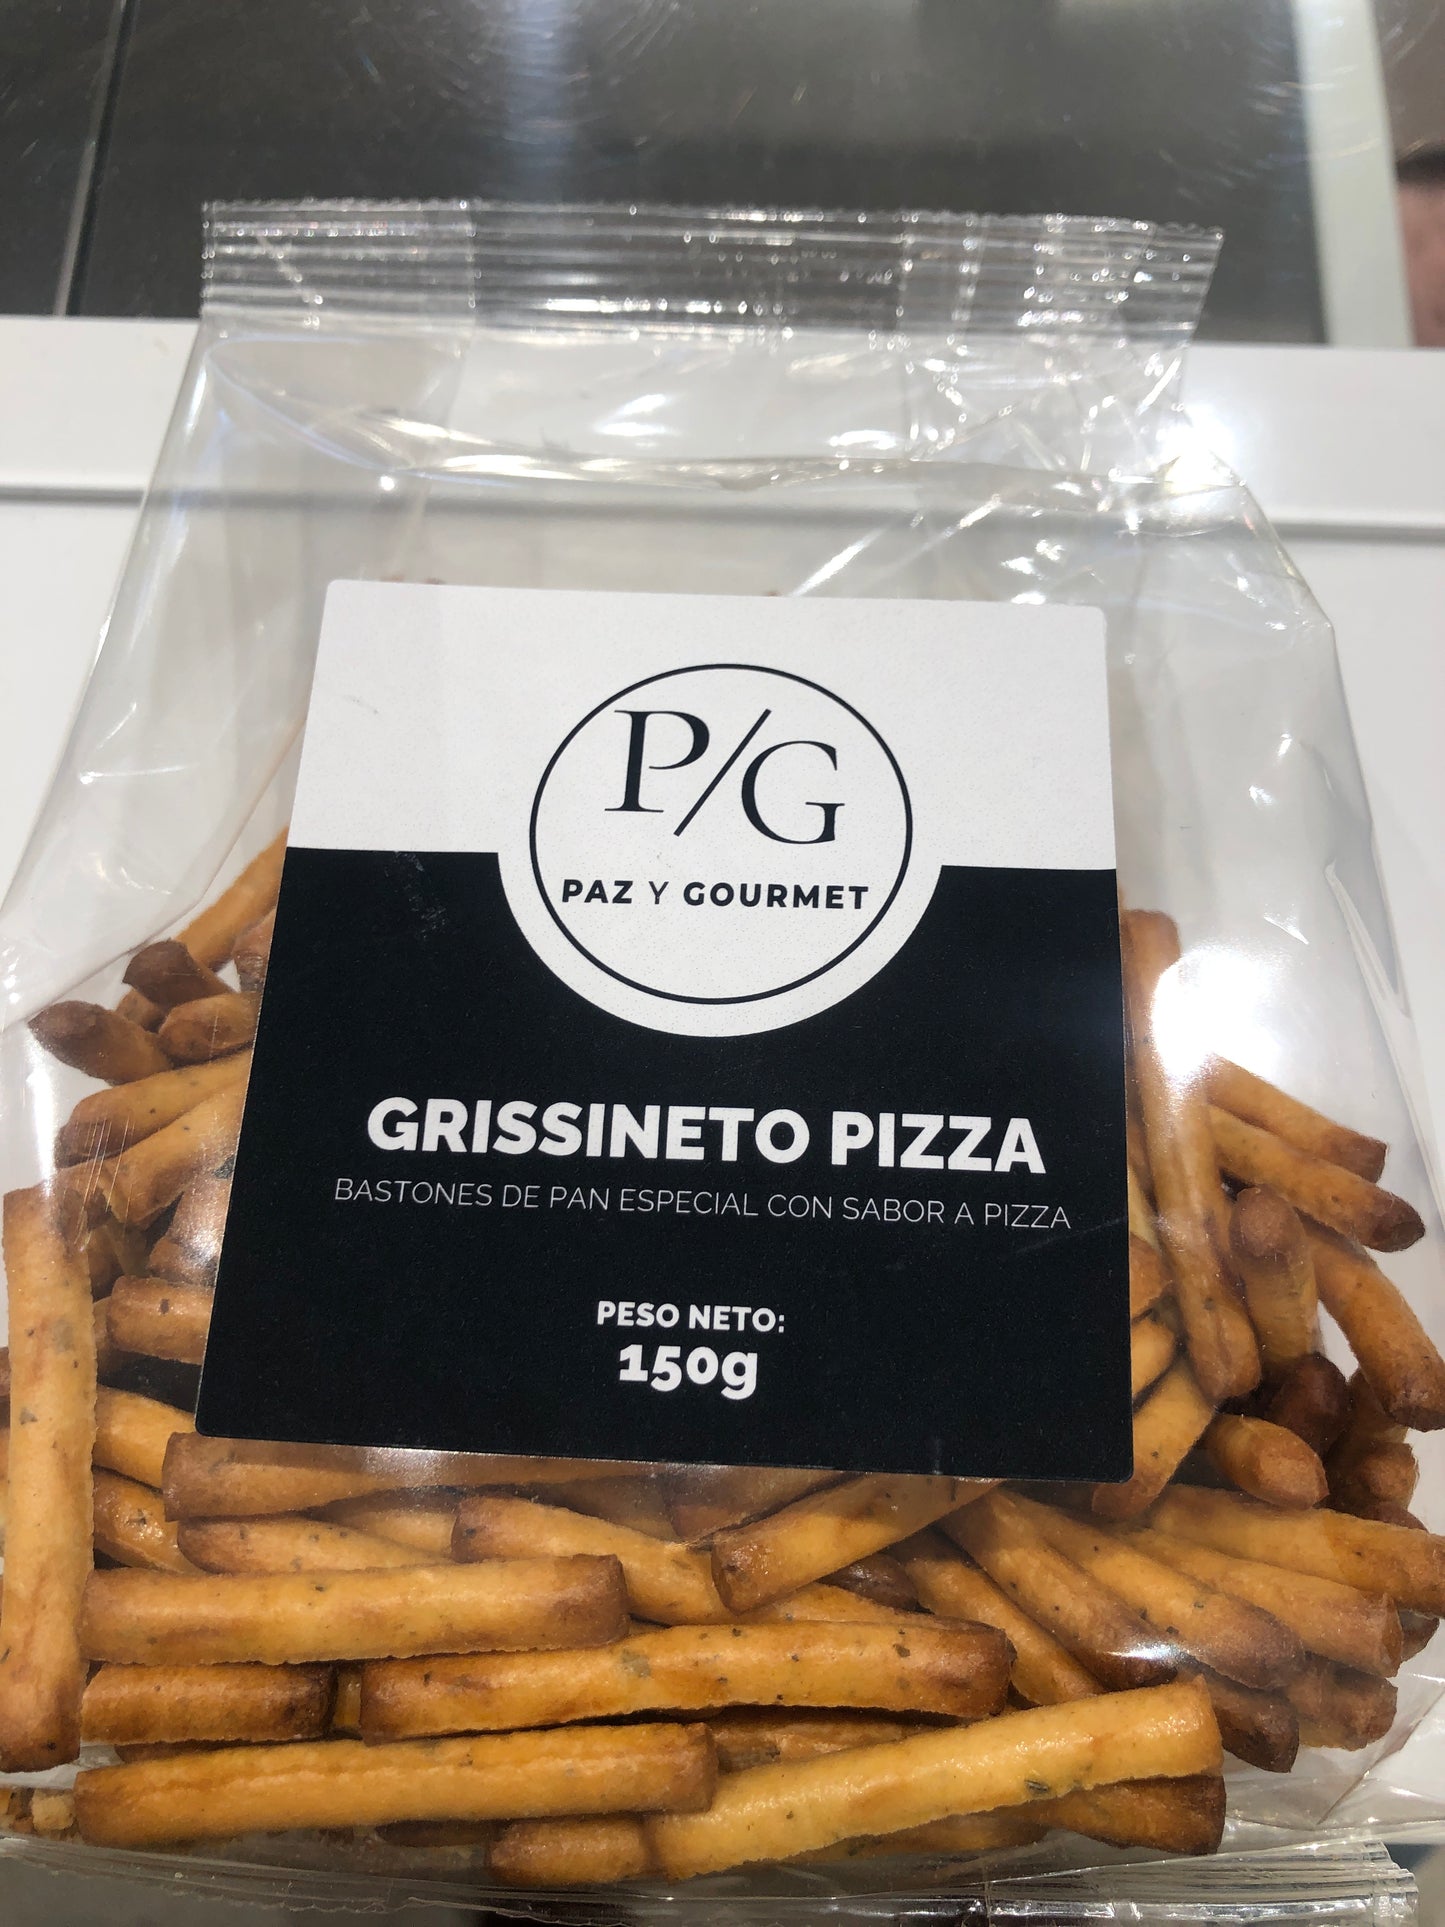 P/G
PAZ Y GOURMET
GRISSINETO PIZZA
BASTONES DE PAN ESPECIAL CON SABOR A PIZZA
PESO NETO:
150g